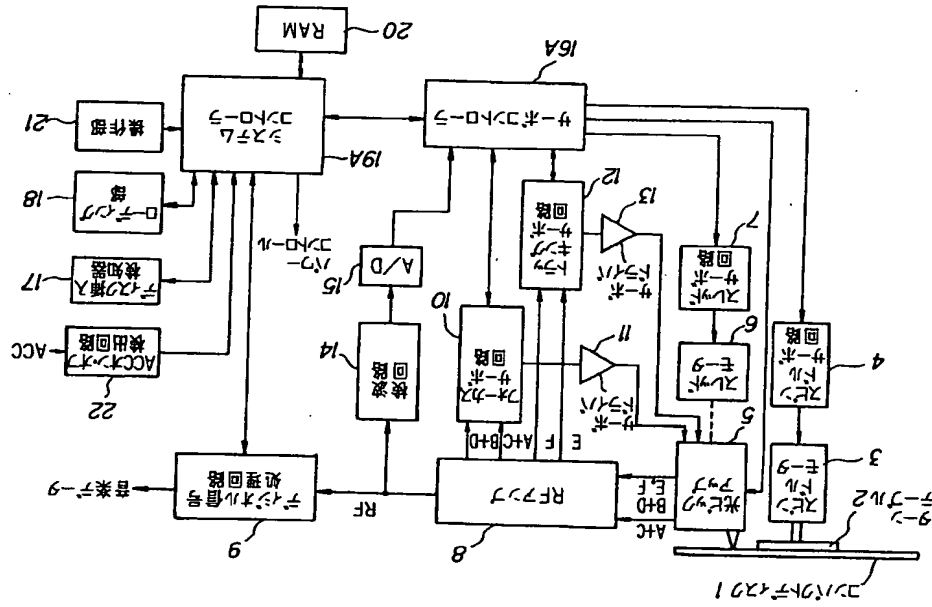 コンパクトディスク1
ターン
テーブル2
スピン
ドル
モータ
3
スピン
ドル
サーボ
回路
4
光ピック
アップ
5
スレッド
モータ
6
スレッド
サーボ
回路
7
A+C
B+D
E,F
RFアンプ
8
E
F
A+C
B+D
サーボ
ドライバ
11
フォーカス
サーボ
回路
10
サーボ
ドライバ
13
トラッ
キング
サーボ
回路
12
サーボコントローラ
16A
RF
ディジタル信号
処理回路
9
音楽データ
検波
回路
14
A/D
15
パワー
コントロール
ACCオン・オフ
検出回路
22
ACC
ディスク挿入
検知器
17
ローディング
部
18
操作部
21
システム
コントローラ
19A
RAM
20